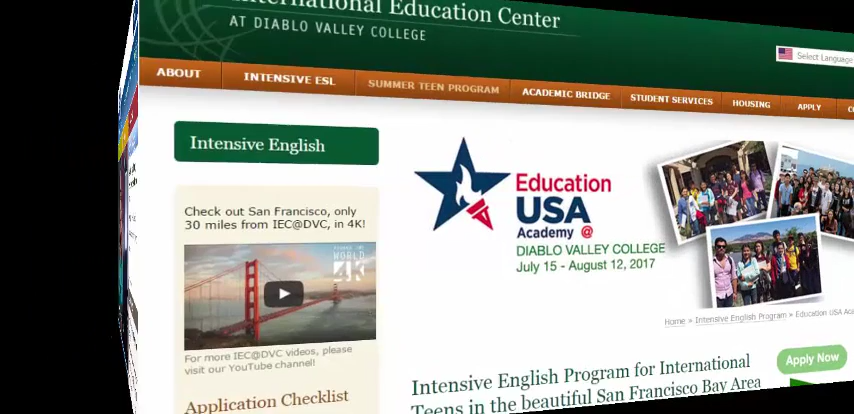 International Education Center
AT DIABLO VALLEY COLLEGE
Select Language
ABOUT
INTENSIVE ESL
SUMMER TEEN PROGRAM
ACADEMIC BRIDGE
STUDENT SERVICES
HOUSING
APPLY
Intensive English
Check out San Francisco, only
30 miles from IEC@DVC, in 4K!
WORLD
4K
For more IEC@DVC videos, please
visit our YouTube channel!
Application Checklist
Education
USA
Academy @
DIABLO VALLEY COLLEGE
July 15 - August 12, 2017
Home > Intensive English Program > Education USA
Intensive English Program for International
Teens in the beautiful San Francisco Bay Area
Apply Now